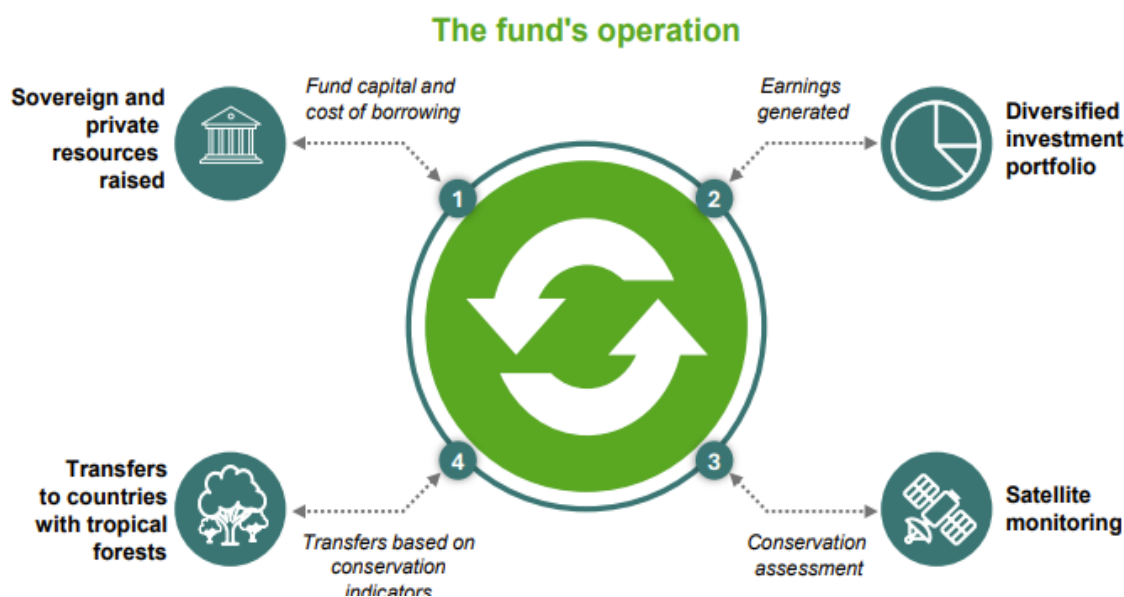 The fund's operation
Sovereign and
private
resources
raised
Fund capital and
cost of borrowing
1
Earnings
generated
2
Diversified
investment
portfolio
Transfers
to countries
with tropical
forests
4
Transfers based on
conservation
indicators
3
Conservation
assessment
Satellite
monitoring